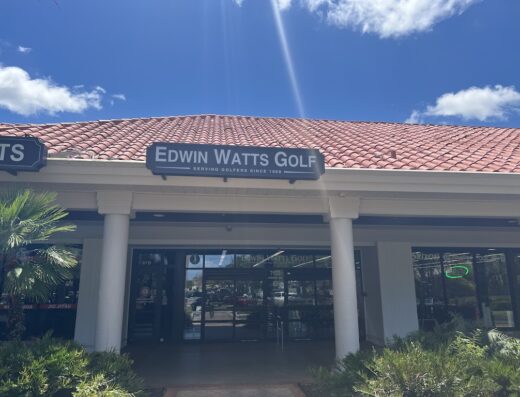 TS
EDWIN WATTS GOLF
SERVING GOLFERS SINCE 1968